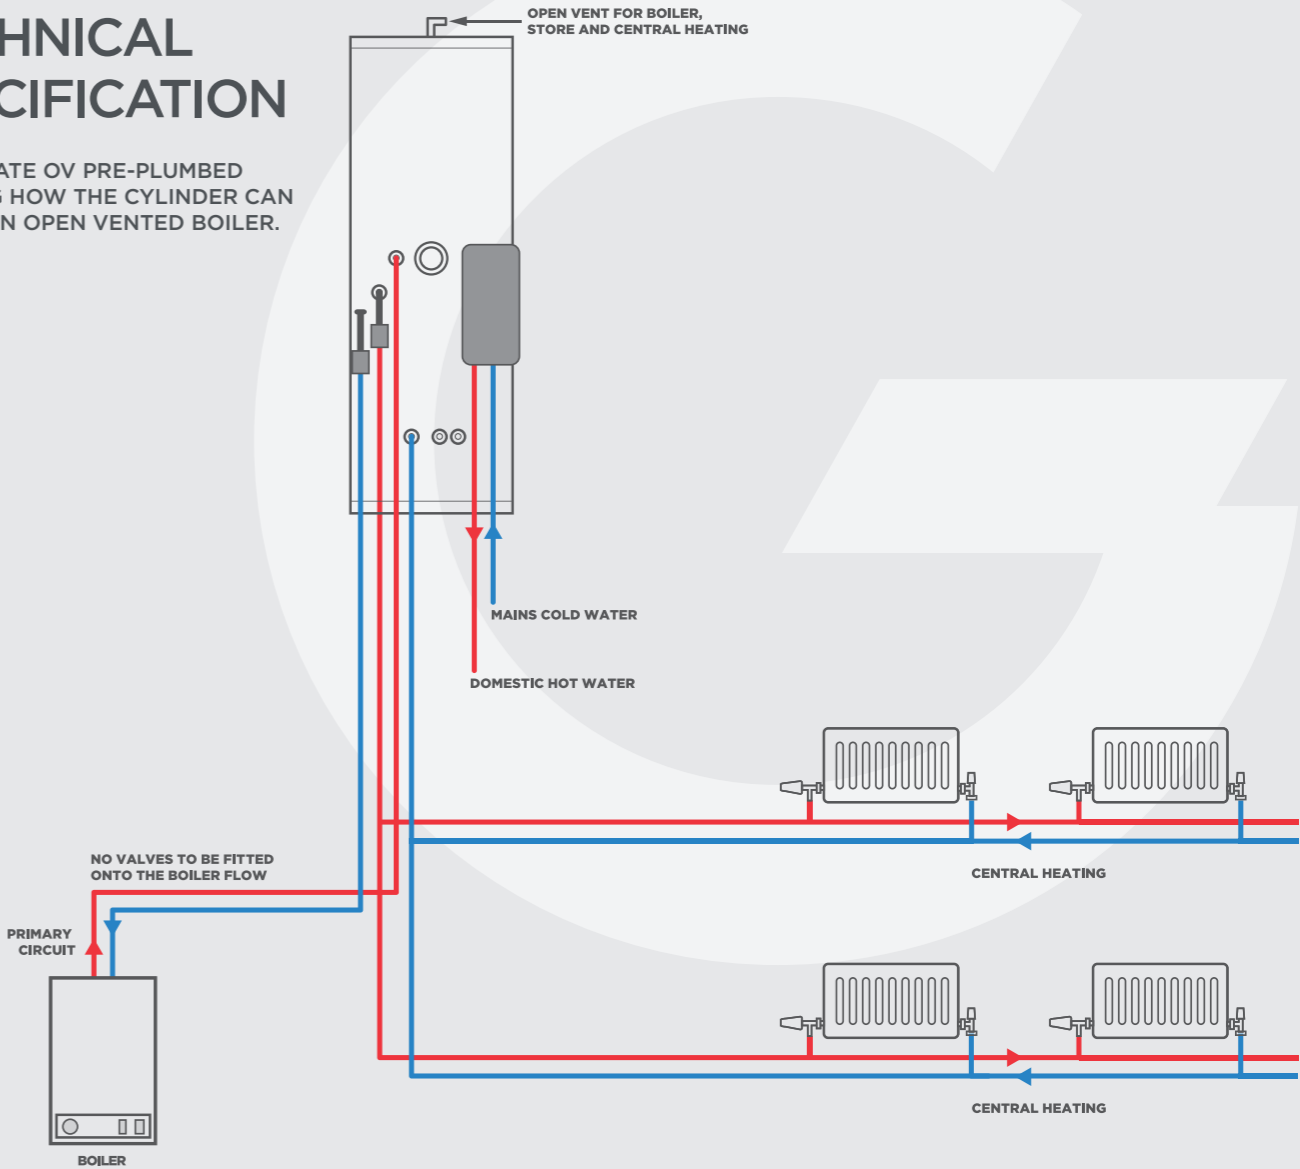 HNICAL
CIFICATION
ATE OV PRE-PLUMBED
G HOW THE CYLINDER CAN
N OPEN VENTED BOILER.
OPEN VENT FOR BOILER,
STORE AND CENTRAL HEATING
MAINS COLD WATER
DOMESTIC HOT WATER
NO VALVES TO BE FITTED
ONTO THE BOILER FLOW
PRIMARY
CIRCUIT
CENTRAL HEATING
CENTRAL HEATING
BOILER